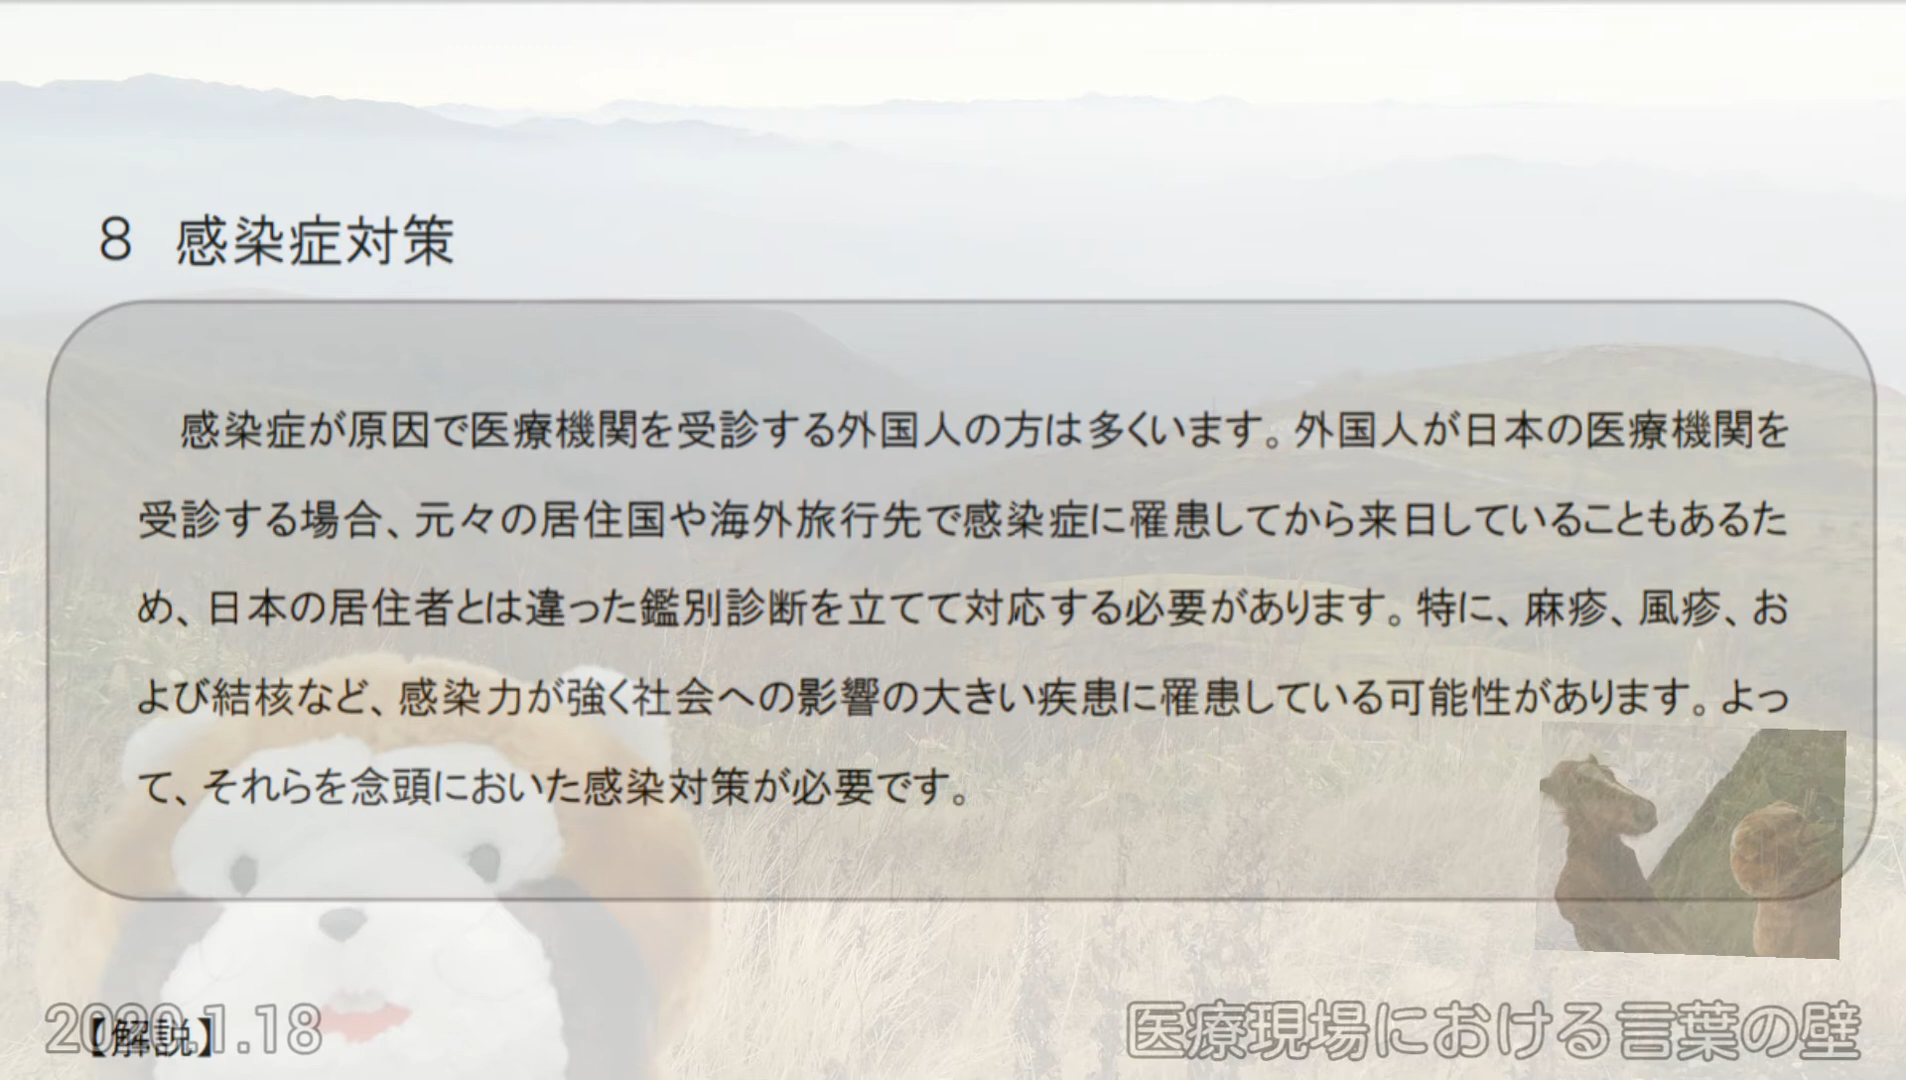 8 感染症対策
感染症が原因で医療機関を受診する外国人の方は多くいます。外国人が日本の医療機関を
受診する場合、元々の居住国や海外旅行先で感染症に罹患してから来日していることもあるた
め、日本の居住者とは違った鑑別診断を立てて対応する必要があります。特に、麻疹、風疹、お
よび結核など、感染力が強く社会への影響の大きい疾患に罹患している可能性があります。よっ
て、それらを念頭においた感染対策が必要です。
2020.1.18
【解説】
医療現場における言葉の壁